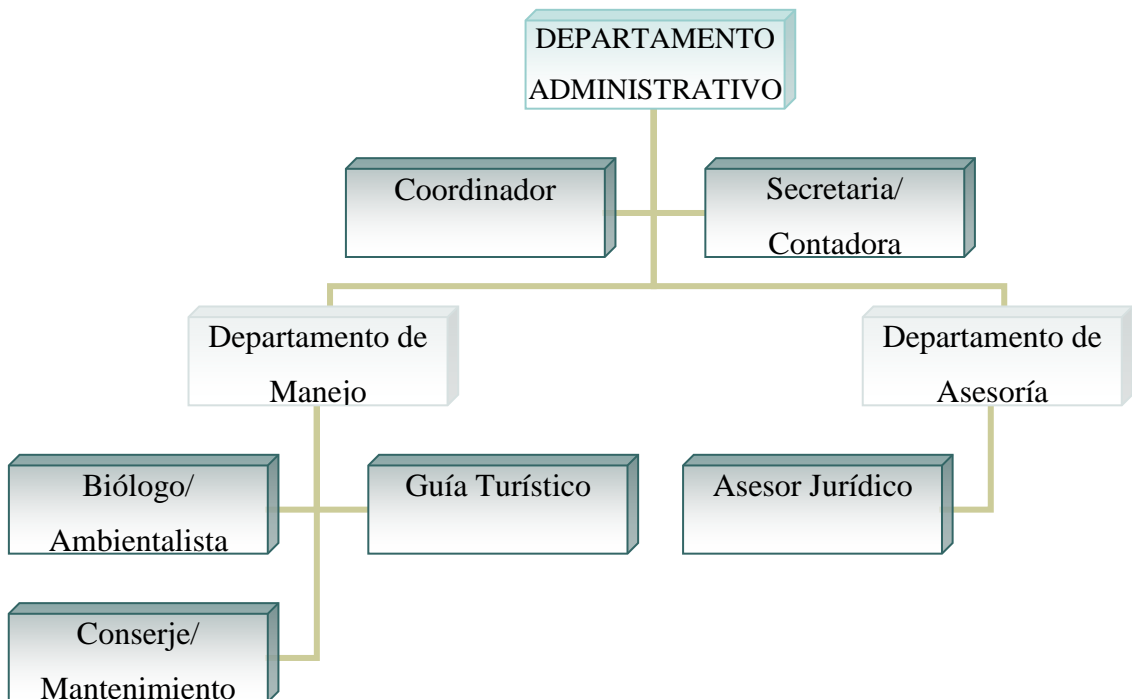 DEPARTAMENTO
ADMINISTRATIVO
Coordinador
Secretaria/
Contadora
Departamento de
Manejo
Departamento de
Asesoría
Biólogo/
Ambientalista
Guía Turístico
Asesor Jurídico
Conserje/
Mantenimiento